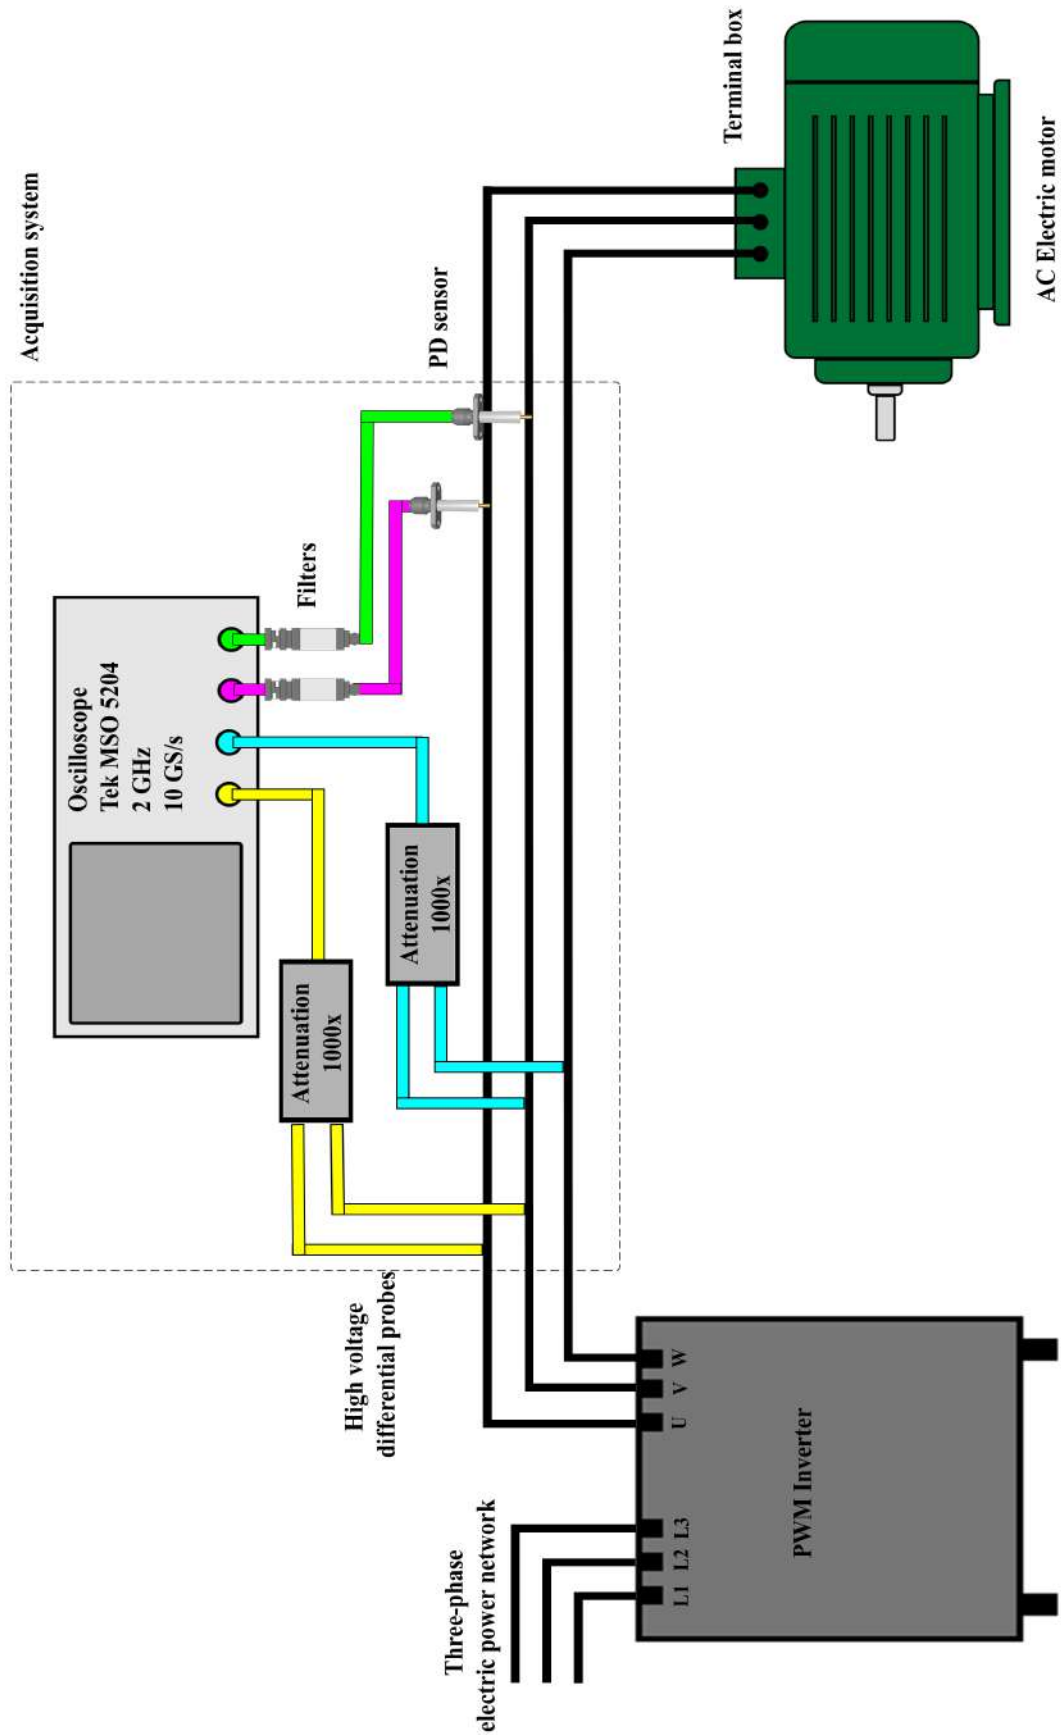 Acquisition system
Oscilloscope
Tek MSO 5204
2 GHz
10 GS/s
Filters
PD sensor
Terminal box
Attenuation
1000x
Attenuation
1000x
High voltage
differential probes
Three-phase
electric power network
L1 L2 L3
U V W
PWM Inverter
AC Electric motor